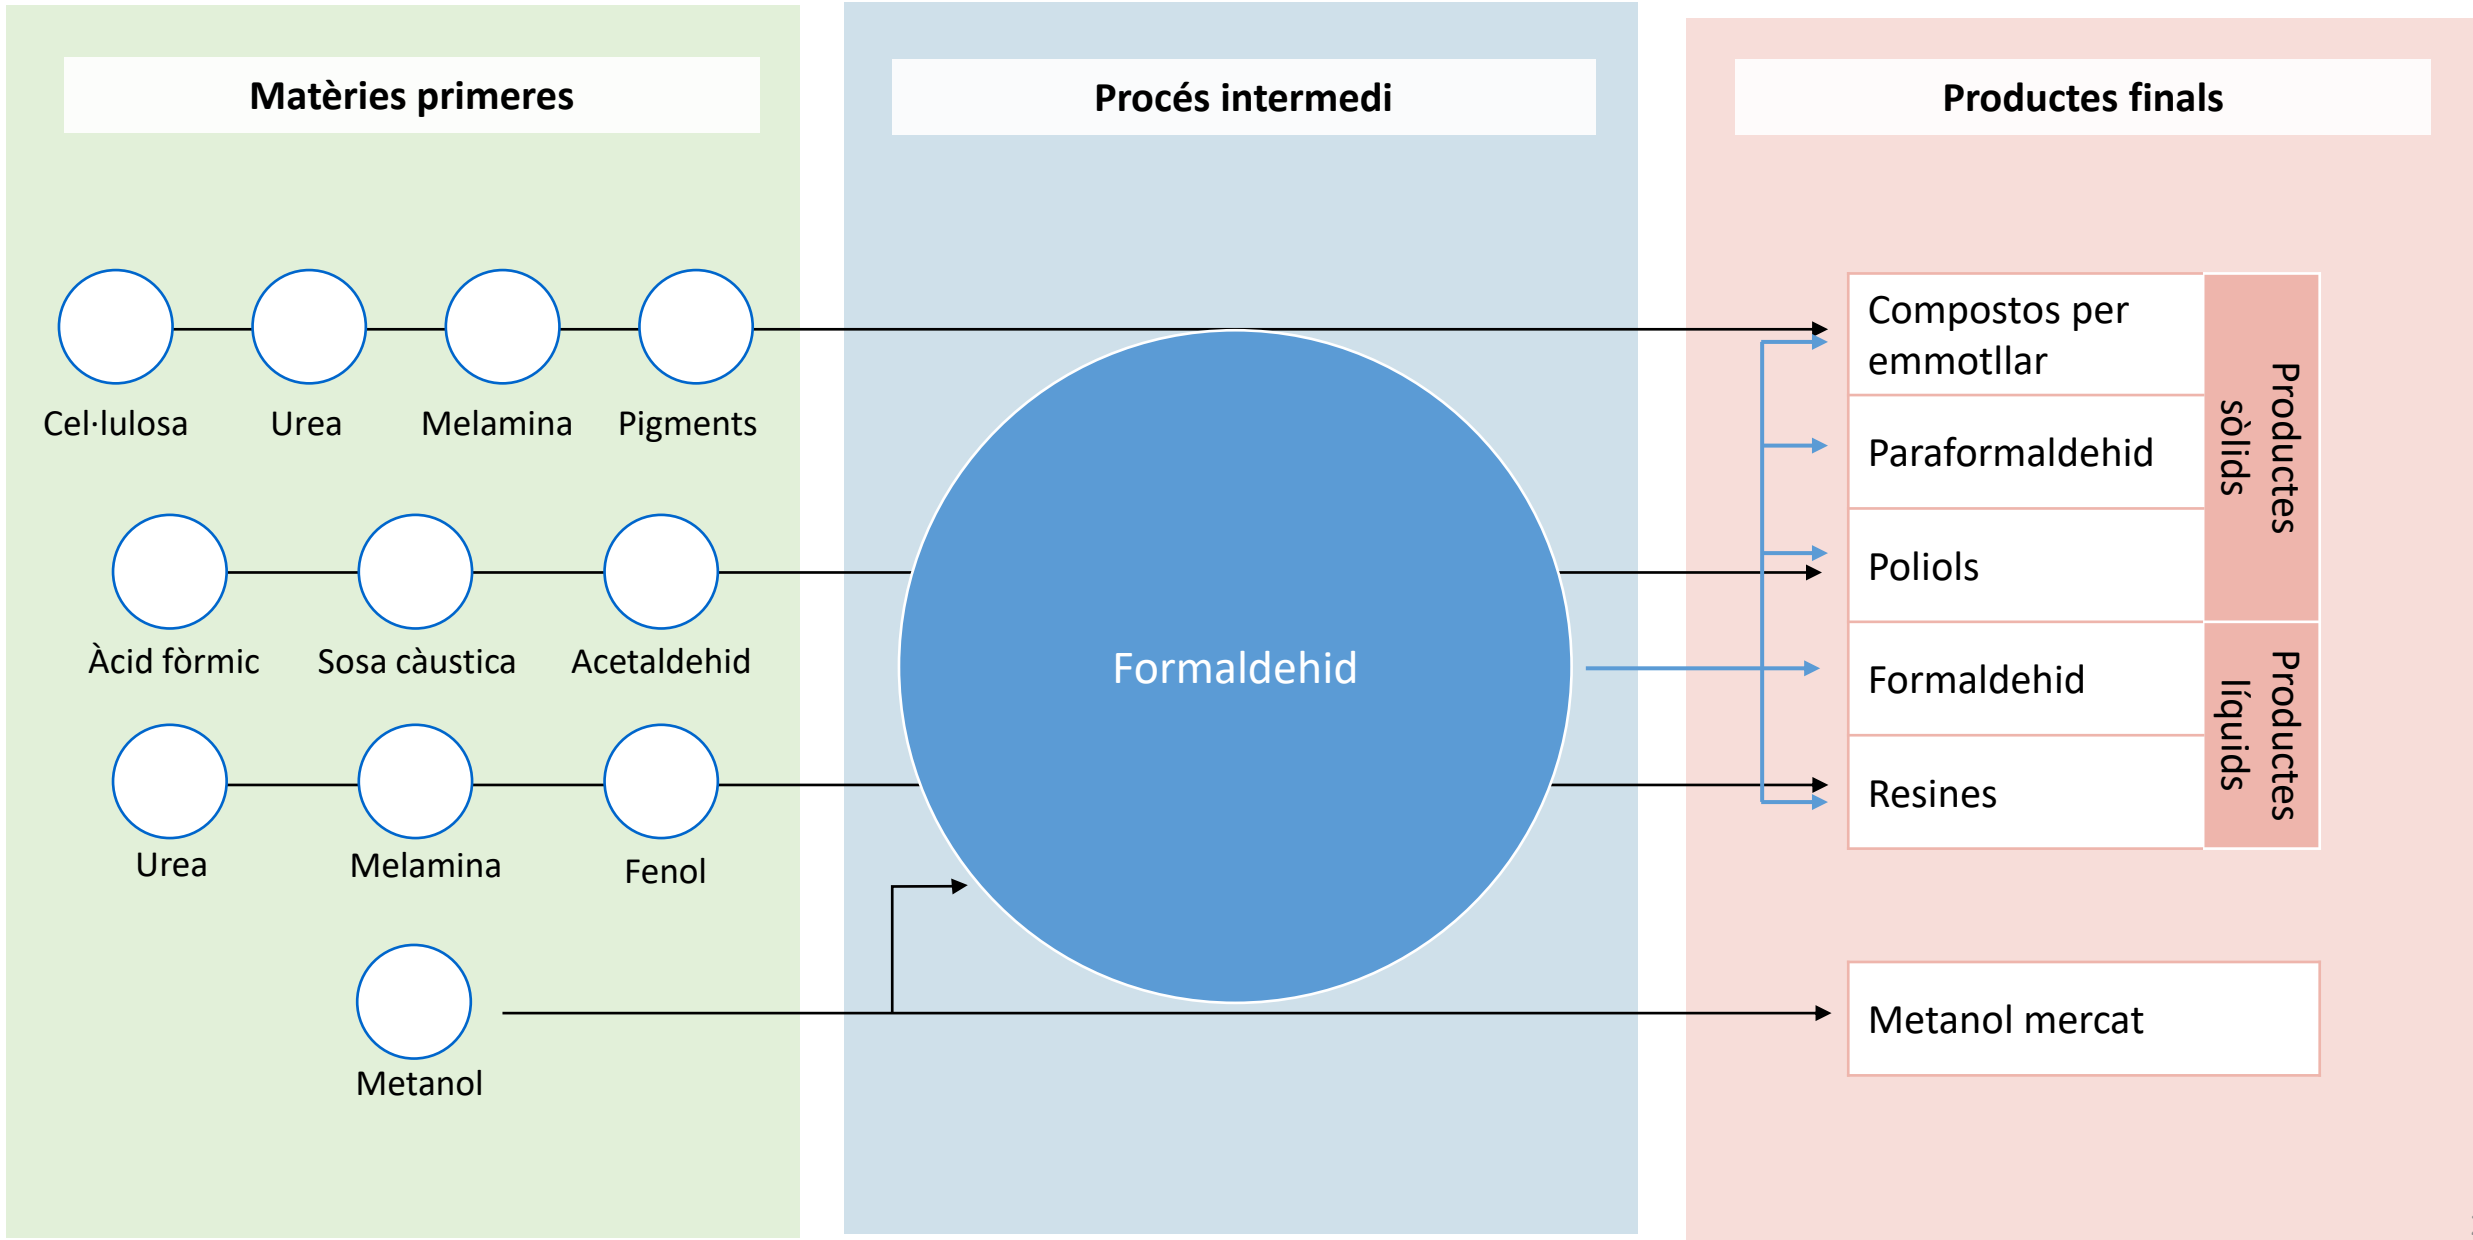 Matèries primeres
Procés intermedi
Productes finals
Cel·lulosa
Urea
Melamina
Pigments
Àcid fòrmic
Sosa càustica
Acetaldehid
Urea
Melamina
Fenol
Metanol
Formaldehid
Compostos per
emmotllar
Paraformaldehid
Poliols
Formaldehid
Resines
Productes
sòlids
Productes
líquids
Metanol mercat